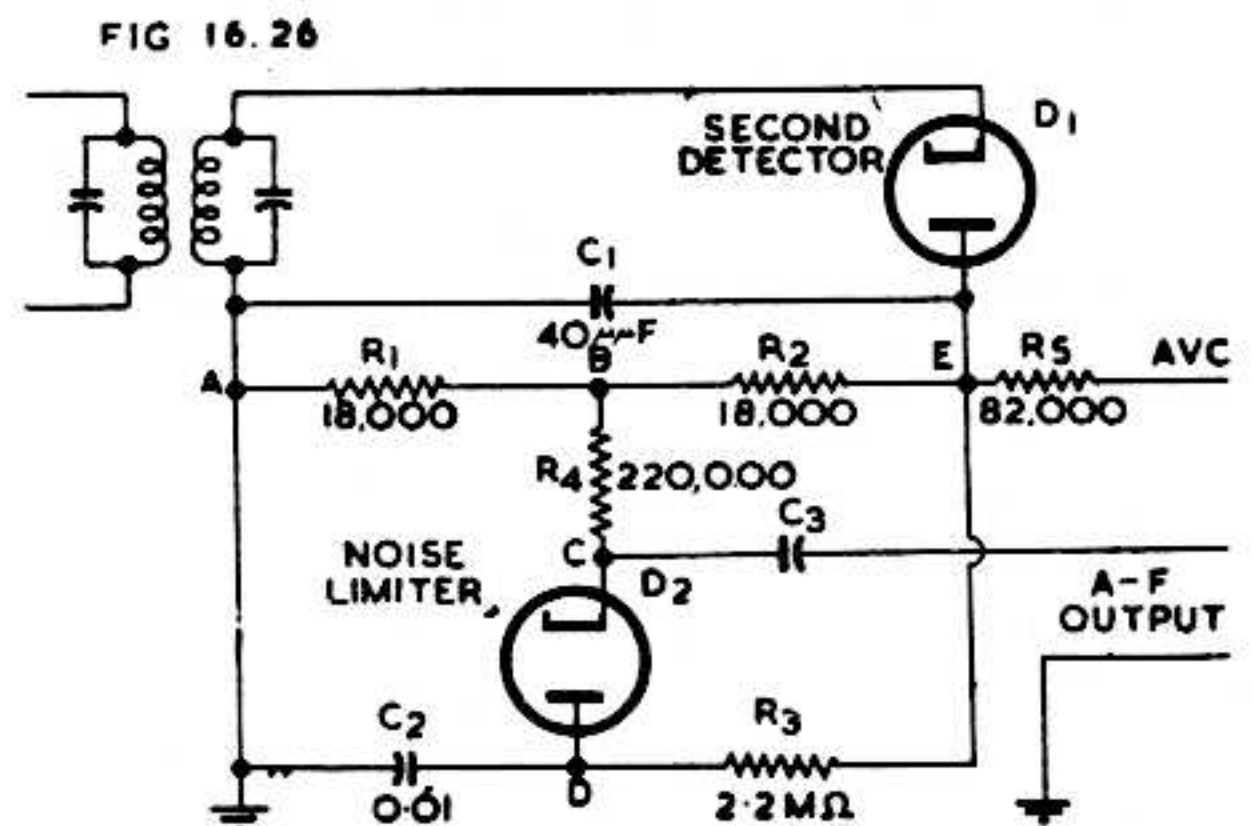 FIG 16.26
SECOND
DETECTOR
D1
C1
40μμF
A
R1
18,000
B
R2
18,000
E
R5
82,000
AVC
R4
220,000
C3
C
NOISE
LIMITER
D2
A-F
OUTPUT
C2
0·01
D
R3
2·2MΩ